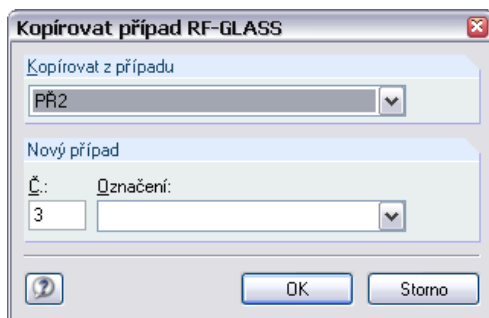 Kopírovat případ RF-GLASS
Kopírovat z případu
PŘ2
Nový případ
Č.: Označení:
3
OK Storno